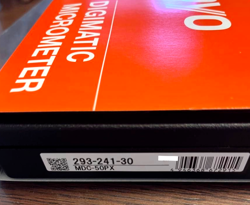 DIGIMATIC
MICROMETER
293-241-30
MDC-50PX